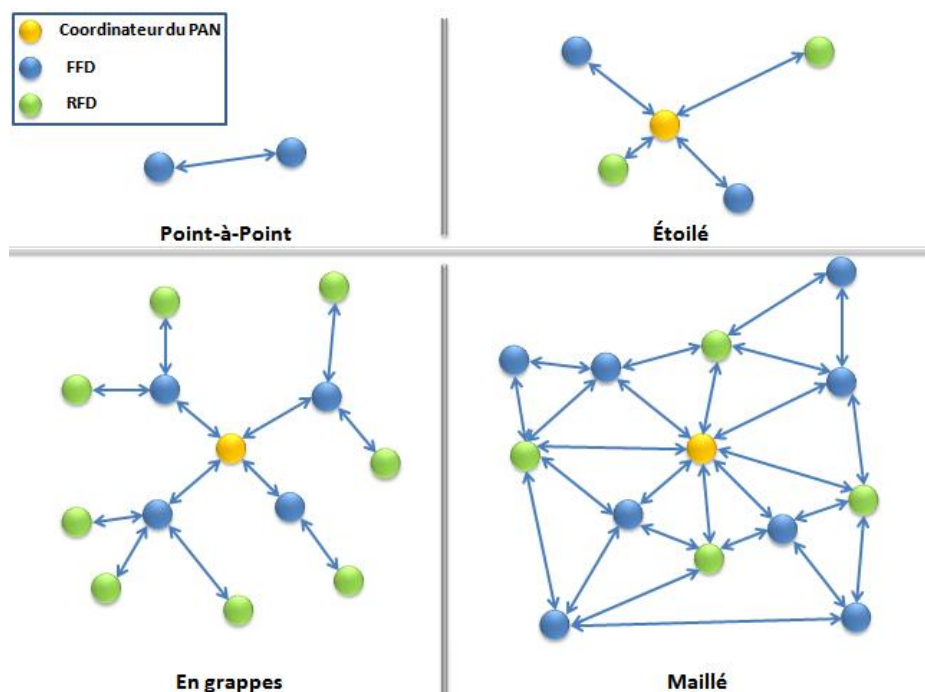 Coordinateur du PAN
FFD
RFD
Point-à-Point
Étoilé
En grappes
Maillé